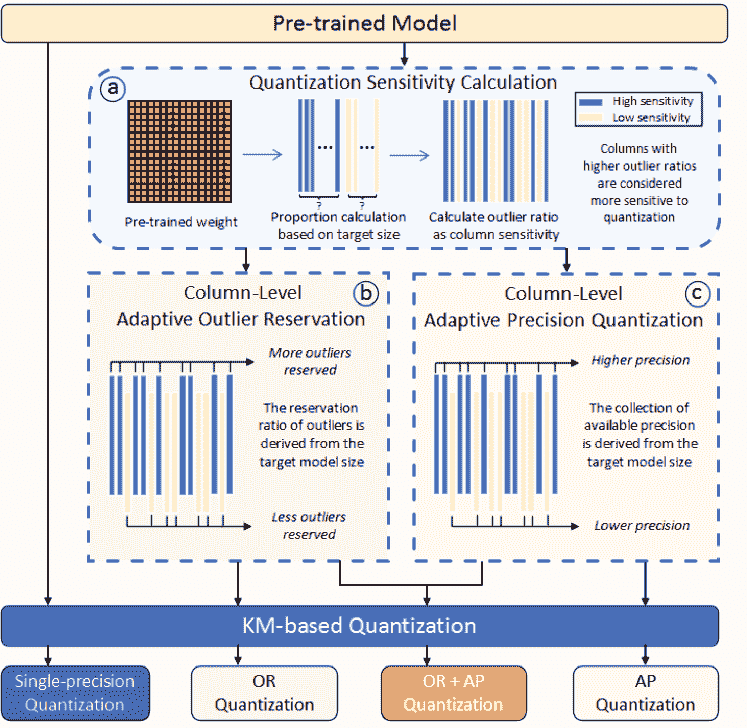 Pre-trained Model
a
Quantization Sensitivity Calculation
High sensitivity
Low sensitivity
Columns with
higher outlier ratios
are considered
more sensitive to
quantization
...
...
?
?
Pre-trained weight
Proportion calculation
based on target size
Calculate outlier ratio
as column sensitivity
b
Column-Level
Adaptive Outlier Reservation
More outliers
reserved
The reservation
ratio of outliers is
derived from the
target model size
Less outliers
reserved
c
Column-Level
Adaptive Precision Quantization
Higher precision
The collection of
available precision
is derived from the
target model size
Lower precision
KM-based Quantization
Single-precision
Quantization
OR
Quantization
OR + AP
Quantization
AP
Quantization